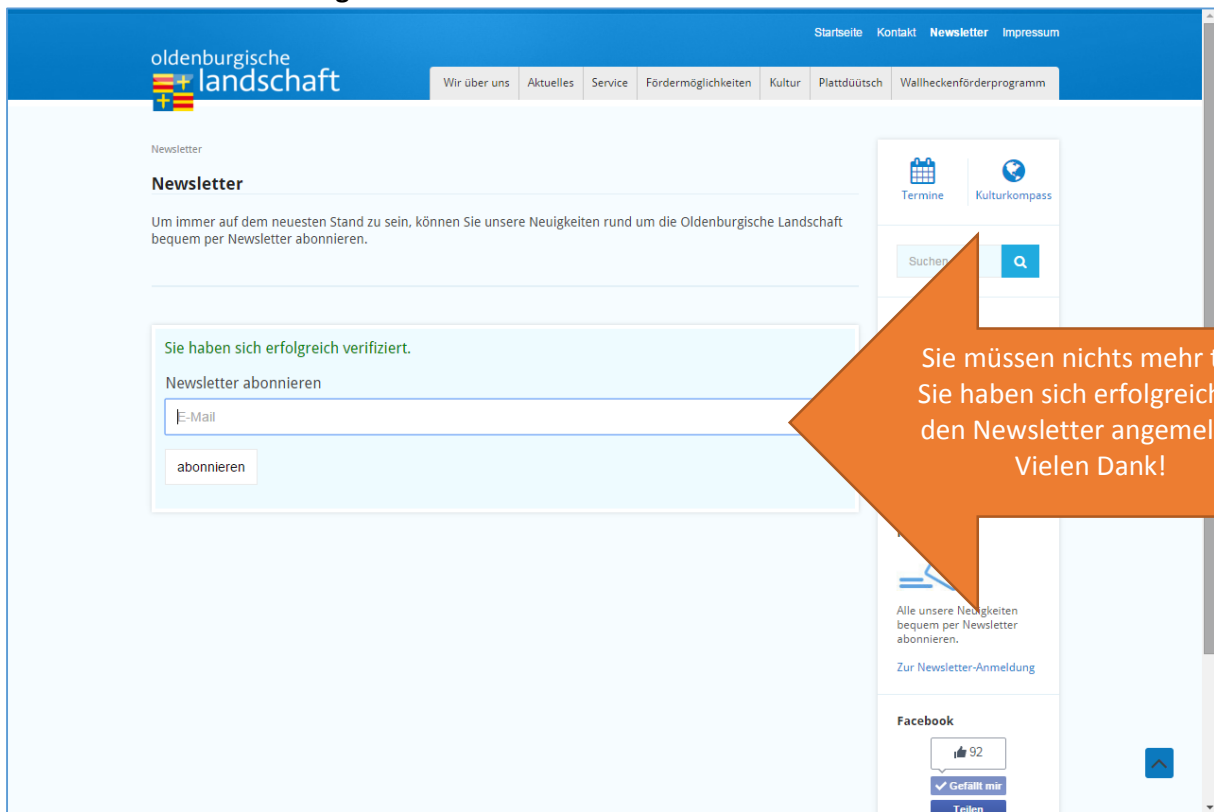 Startseite Kontakt Newsletter Impressum
oldenburgische
landschaft
Wir über uns Aktuelles Service Fördermöglichkeiten Kultur Plattdüütsch Wallheckenförderprogramm
Newsletter
Newsletter
Um immer auf dem neuesten Stand zu sein, können Sie unsere Neuigkeiten rund um die Oldenburgische Landschaft
bequem per Newsletter abonnieren.
Sie haben sich erfolgreich verifiziert.
Newsletter abonnieren
E-Mail
abonnieren
Termine Kulturkompass
Suchen
Sie müssen nichts mehr
Sie haben sich erfolgreich
den Newsletter angemel
Vielen Dank!
Alle unsere Neuigkeiten
bequem per Newsletter
abonnieren.
Zur Newsletter-Anmeldung
Facebook
92
Gefällt mir
Teilen